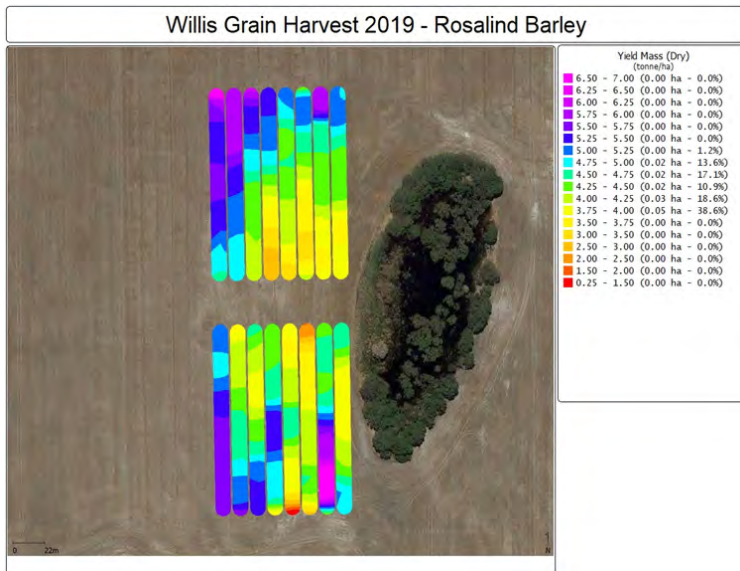 Willis Grain Harvest 2019 - Rosalind Barley
Yield Mass (Dry)
(tonne/ha)
6.50 - 7.00 (0.00 ha - 0.0%)
6.25 - 6.50 (0.00 ha - 0.0%)
6.00 - 6.25 (0.00 ha - 0.0%)
5.75 - 6.00 (0.00 ha - 0.0%)
5.50 - 5.75 (0.00 ha - 0.0%)
5.25 - 5.50 (0.00 ha - 0.0%)
5.00 - 5.25 (0.00 ha - 1.2%)
4.75 - 5.00 (0.02 ha - 13.6%)
4.50 - 4.75 (0.02 ha - 17.1%)
4.25 - 4.50 (0.02 ha - 10.9%)
4.00 - 4.25 (0.03 ha - 18.6%)
3.75 - 4.00 (0.05 ha - 38.6%)
3.50 - 3.75 (0.00 ha - 0.0%)
3.00 - 3.50 (0.00 ha - 0.0%)
2.50 - 3.00 (0.00 ha - 0.0%)
2.00 - 2.50 (0.00 ha - 0.0%)
1.50 - 2.00 (0.00 ha - 0.0%)
0.25 - 1.50 (0.00 ha - 0.0%)
0 22m
N